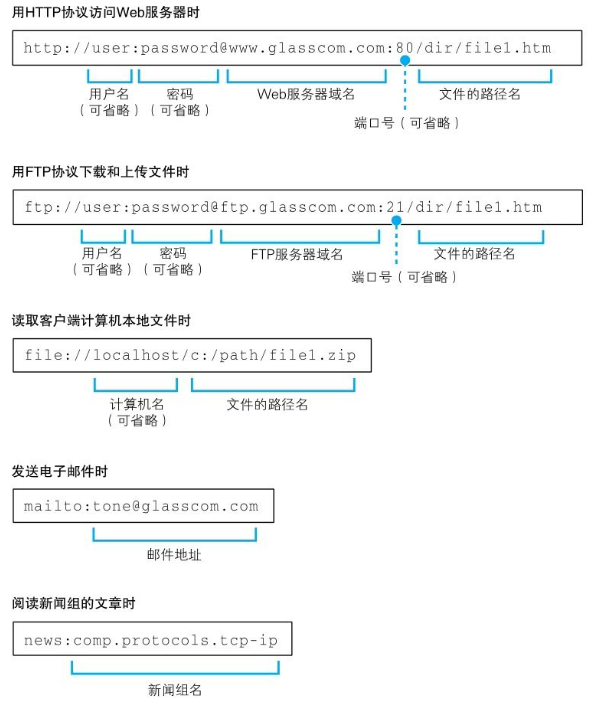 用HTTP协议访问Web服务器时
http://user:password@www.glasscom.com:80/dir/file1.htm
用户名 密码 Web服务器域名 文件的路径名
（可省略）（可省略） 端口号（可省略）
用FTP协议下载和上传文件时
ftp://user:password@ftp.glasscom.com:21/dir/file1.htm
用户名 密码 FTP服务器域名 文件的路径名
（可省略）（可省略） 端口号（可省略）
读取客户端计算机本地文件时
file://localhost/c:/path/file1.zip
计算机名 文件的路径名
（可省略）
发送电子邮件时
mailto:tone@glasscom.com
邮件地址
阅读新闻组的文章时
news:comp.protocols.tcp-ip
新闻组名